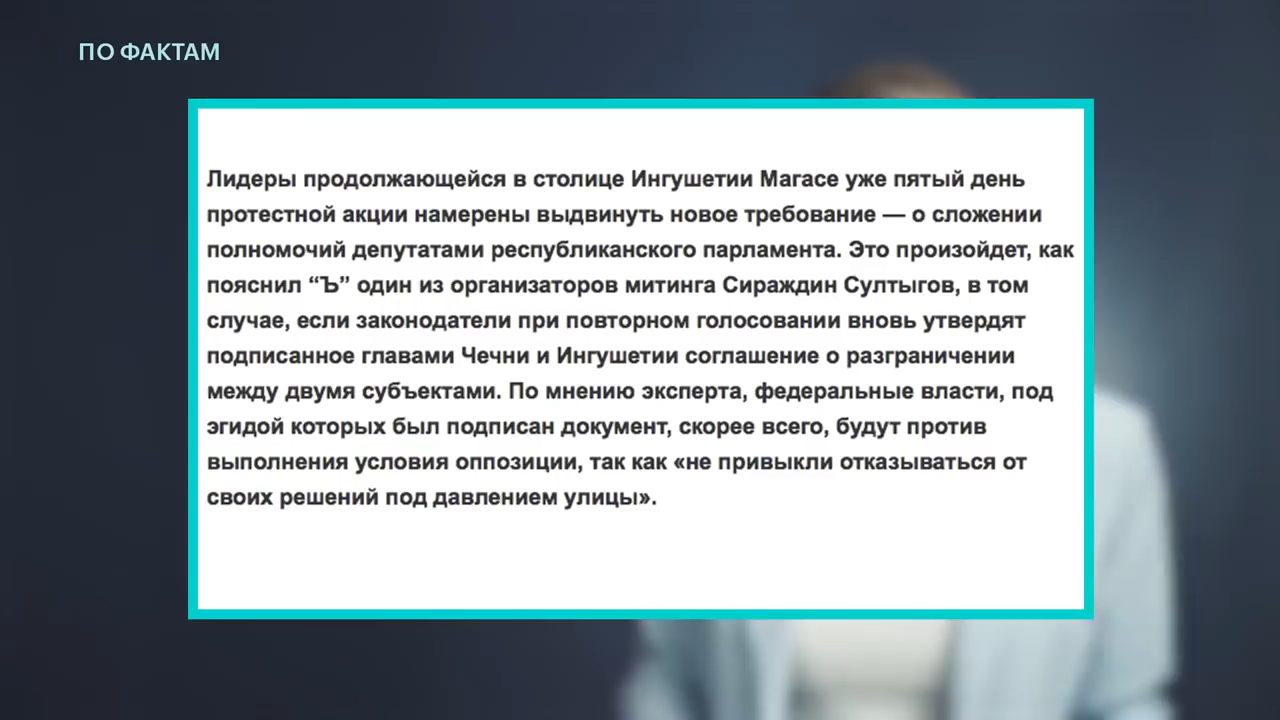 ПО ФАКТАМ
Лидеры продолжающейся в столице Ингушетии Магасе уже пятый день
протестной акции намерены выдвинуть новое требование — о сложении
полномочий депутатами республиканского парламента. Это произойдет, как
пояснил “Ъ” один из организаторов митинга Сираждин Султыгов, в том
случае, если законодатели при повторном голосовании вновь утвердят
подписанное главами Чечни и Ингушетии соглашение о разграничении
между двумя субъектами. По мнению эксперта, федеральные власти, под
эгидой которых был подписан документ, скорее всего, будут против
выполнения условия оппозиции, так как «не привыкли отказываться от
своих решений под давлением улицы».